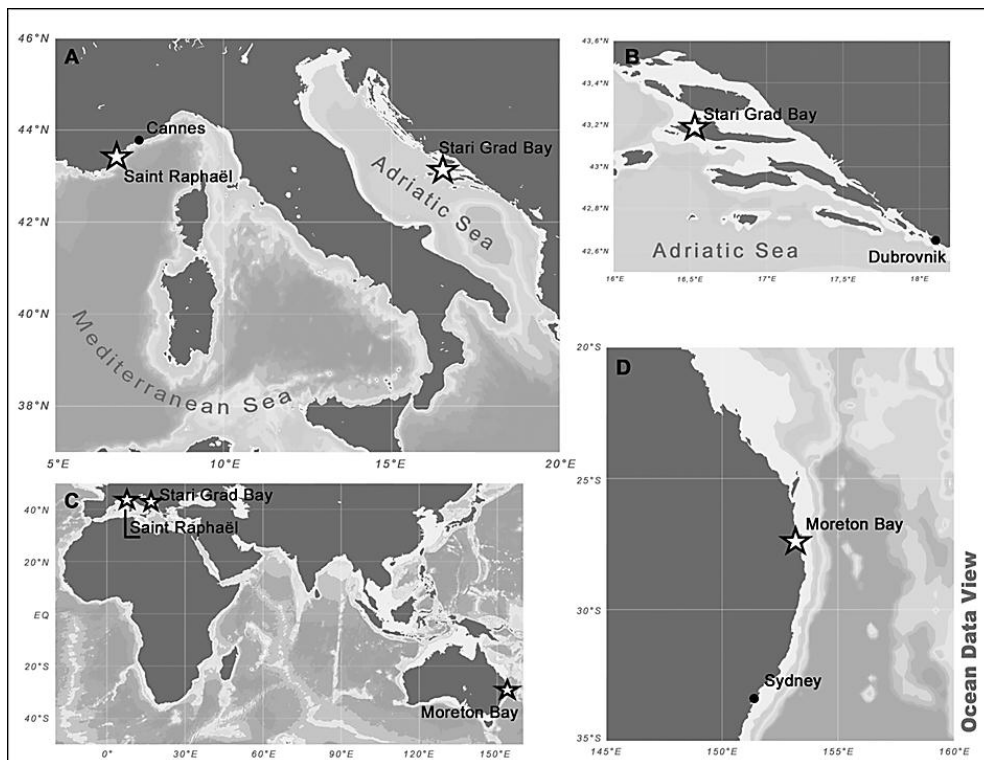 A
46°N
44°N
42°N
40°N
38°N
5°E
10°E
15°E
20°E
Cannes
Saint Raphaël
Stari Grad Bay
Adriatic Sea
Mediterranean Sea
B
43,6°N
43,4°N
43,2°N
43°N
42,8°N
42,6°N
16°E
16,5°E
17°E
17,5°E
18°E
Stari Grad Bay
Adriatic Sea
Dubrovnik
C
40°N
20°N
EQ
20°S
40°S
0°
30°E
60°E
90°E
120°E
150°E
Stari Grad Bay
Saint Raphaël
Moreton Bay
D
20°S
25°S
30°S
35°S
145°E
150°E
155°E
160°E
Moreton Bay
Sydney
Ocean Data View